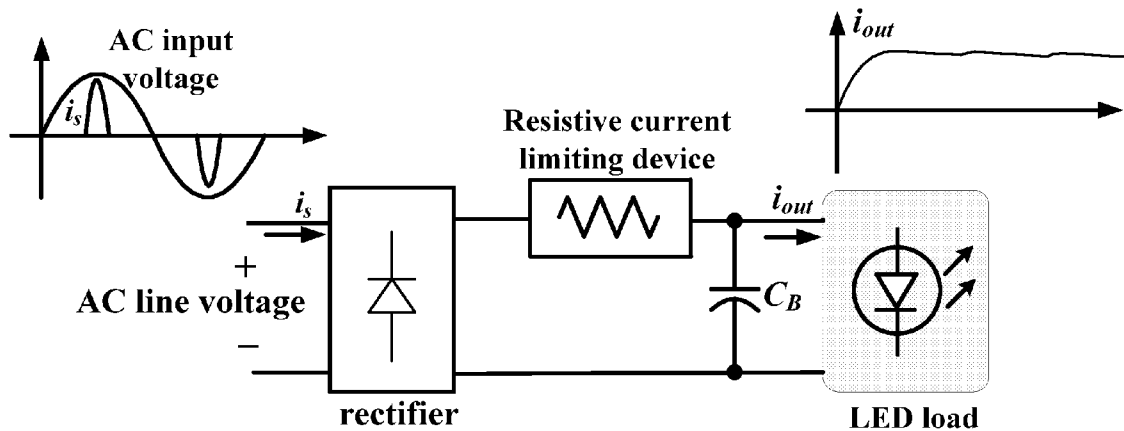 AC input
voltage
i_s
i_out
Resistive current
limiting device
i_s
i_out
+
AC line voltage
−
C_B
rectifier
LED load